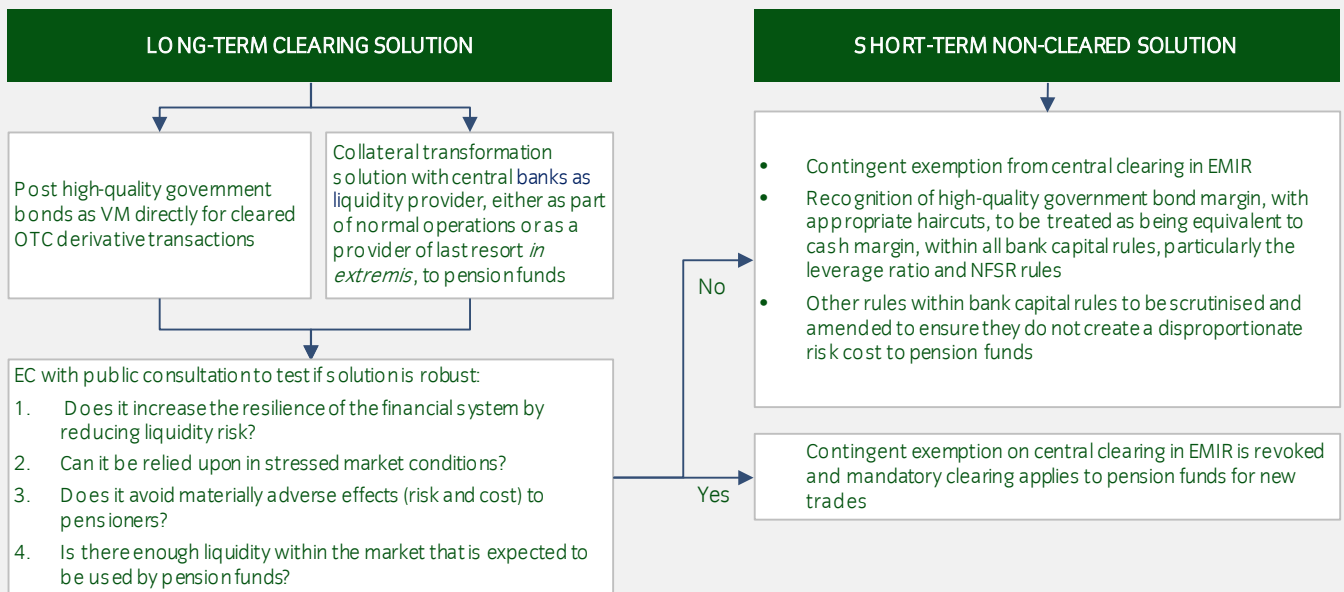 LONG-TERM CLEARING SOLUTION
Post high-quality government
bonds as VM directly for cleared
OTC derivative transactions
Collateral transformation
solution with central banks as
liquidity provider, either as part
of normal operations or as a
provider of last resort in
extremis, to pension funds
EC with public consultation to test if solution is robust:
1. Does it increase the resilience of the financial system by
reducing liquidity risk?
2. Can it be relied upon in stressed market conditions?
3. Does it avoid materially adverse effects (risk and cost) to
pensioners?
4. Is there enough liquidity within the market that is expected to
be used by pension funds?
No
Yes
SHORT-TERM NON-CLEARED SOLUTION
• Contingent exemption from central clearing in EMIR
• Recognition of high-quality government bond margin, with
appropriate haircuts, to be treated as being equivalent to
cash margin, within all bank capital rules, particularly the
leverage ratio and NFSR rules
• Other rules within bank capital rules to be scrutinised and
amended to ensure they do not create a disproportionate
risk cost to pension funds
Contingent exemption on central clearing in EMIR is revoked
and mandatory clearing applies to pension funds for new
trades